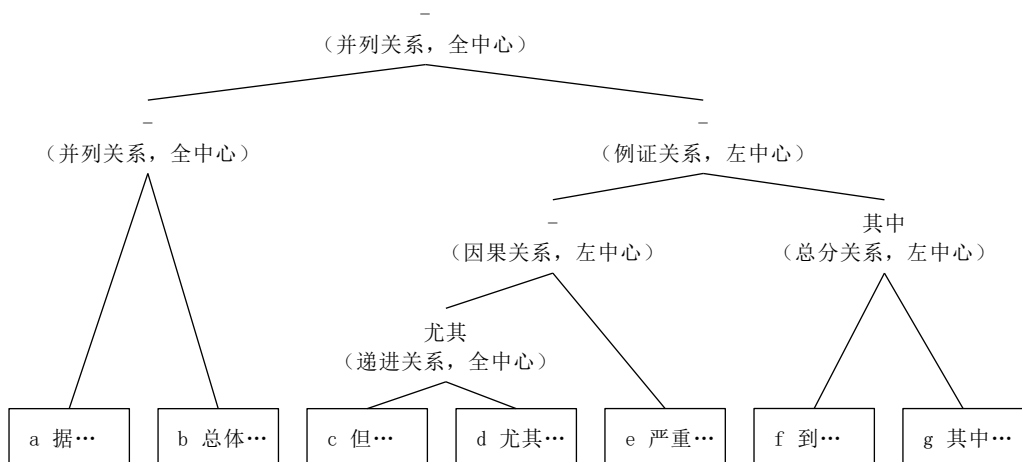 –
（并列关系，全中心）
–
（并列关系，全中心）
–
（例证关系，左中心）
–
（因果关系，左中心）
其中
（总分关系，左中心）
尤其
（递进关系，全中心）
a 据…
b 总体…
c 但…
d 尤其…
e 严重…
f 到…
g 其中…